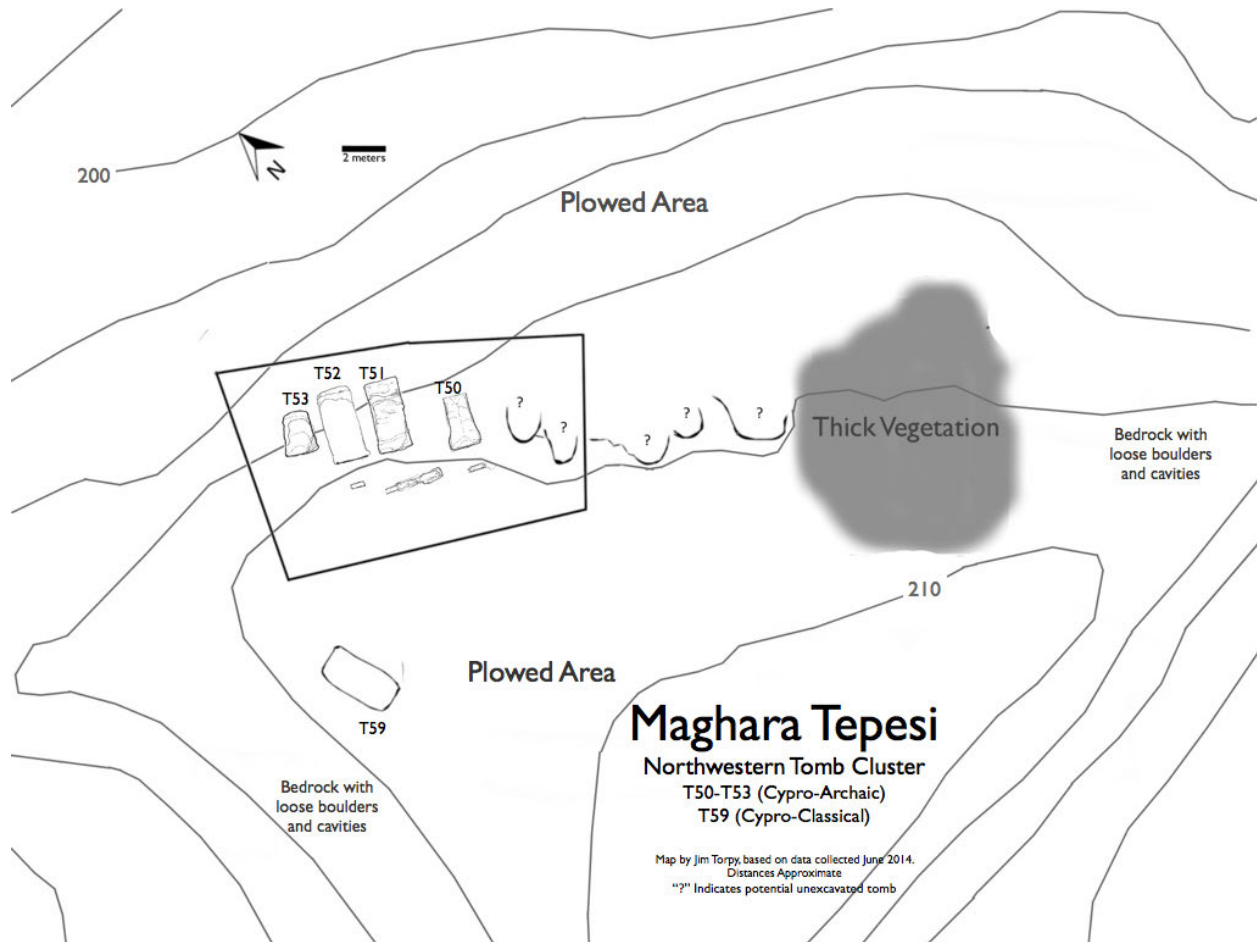 200
N
2 meters
Plowed Area
T53
T52
T51
T50
?
?
?
?
?
Thick Vegetation
Bedrock with
loose boulders
and cavities
210
Plowed Area
T59
Bedrock with
loose boulders
and cavities
Maghara Tepesi
Northwestern Tomb Cluster
T50-T53 (Cypro-Archaic)
T59 (Cypro-Classical)
Map by Jim Torpy, based on data collected June 2014.
Distances Approximate
“?” Indicates potential unexcavated tomb